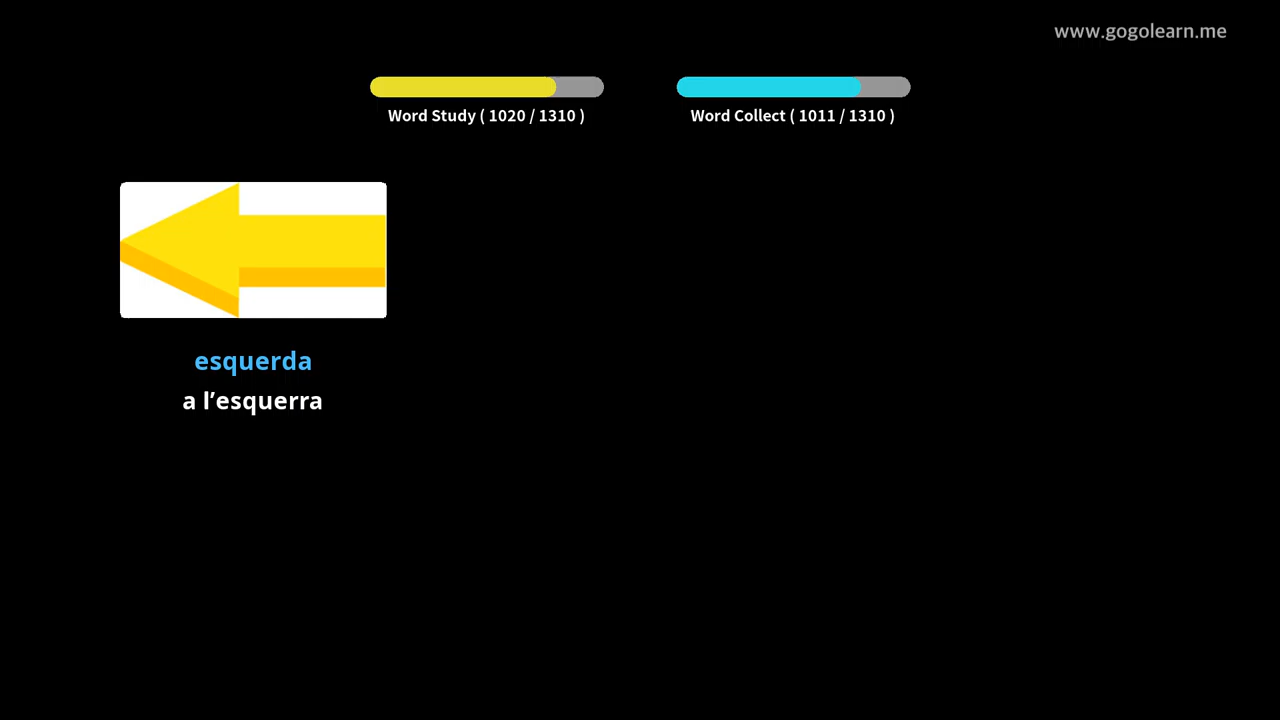 www.gogolearn.me
Word Study ( 1020 / 1310 )
Word Collect ( 1011 / 1310 )
esquerda
a l’esquerra